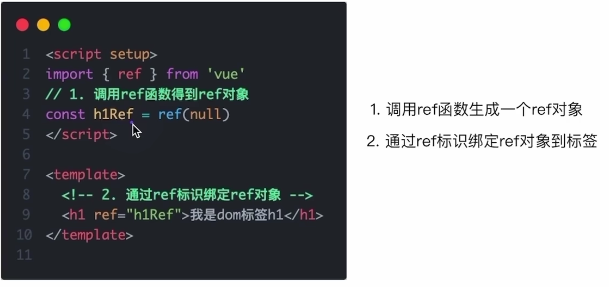 1 <script setup>
2 import { ref } from 'vue'
3 // 1. 调用ref函数得到ref对象
4 const h1Ref = ref(null)
5 </script>
6
7 <template>
8 <!-- 2. 通过ref标识绑定ref对象 -->
9 <h1 ref="h1Ref">我是dom标签h1</h1>
10 </template>
11
1. 调用ref函数生成一个ref对象
2. 通过ref标识绑定ref对象到标签